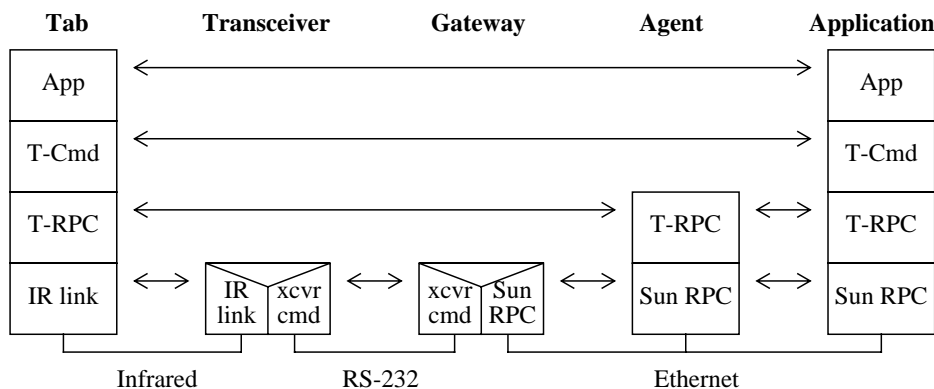 Tab Transceiver Gateway Agent Application
App App
T-Cmd T-Cmd
T-RPC T-RPC T-RPC
IR link IR link xcvr cmd xcvr cmd Sun RPC Sun RPC Sun RPC
Infrared RS-232 Ethernet